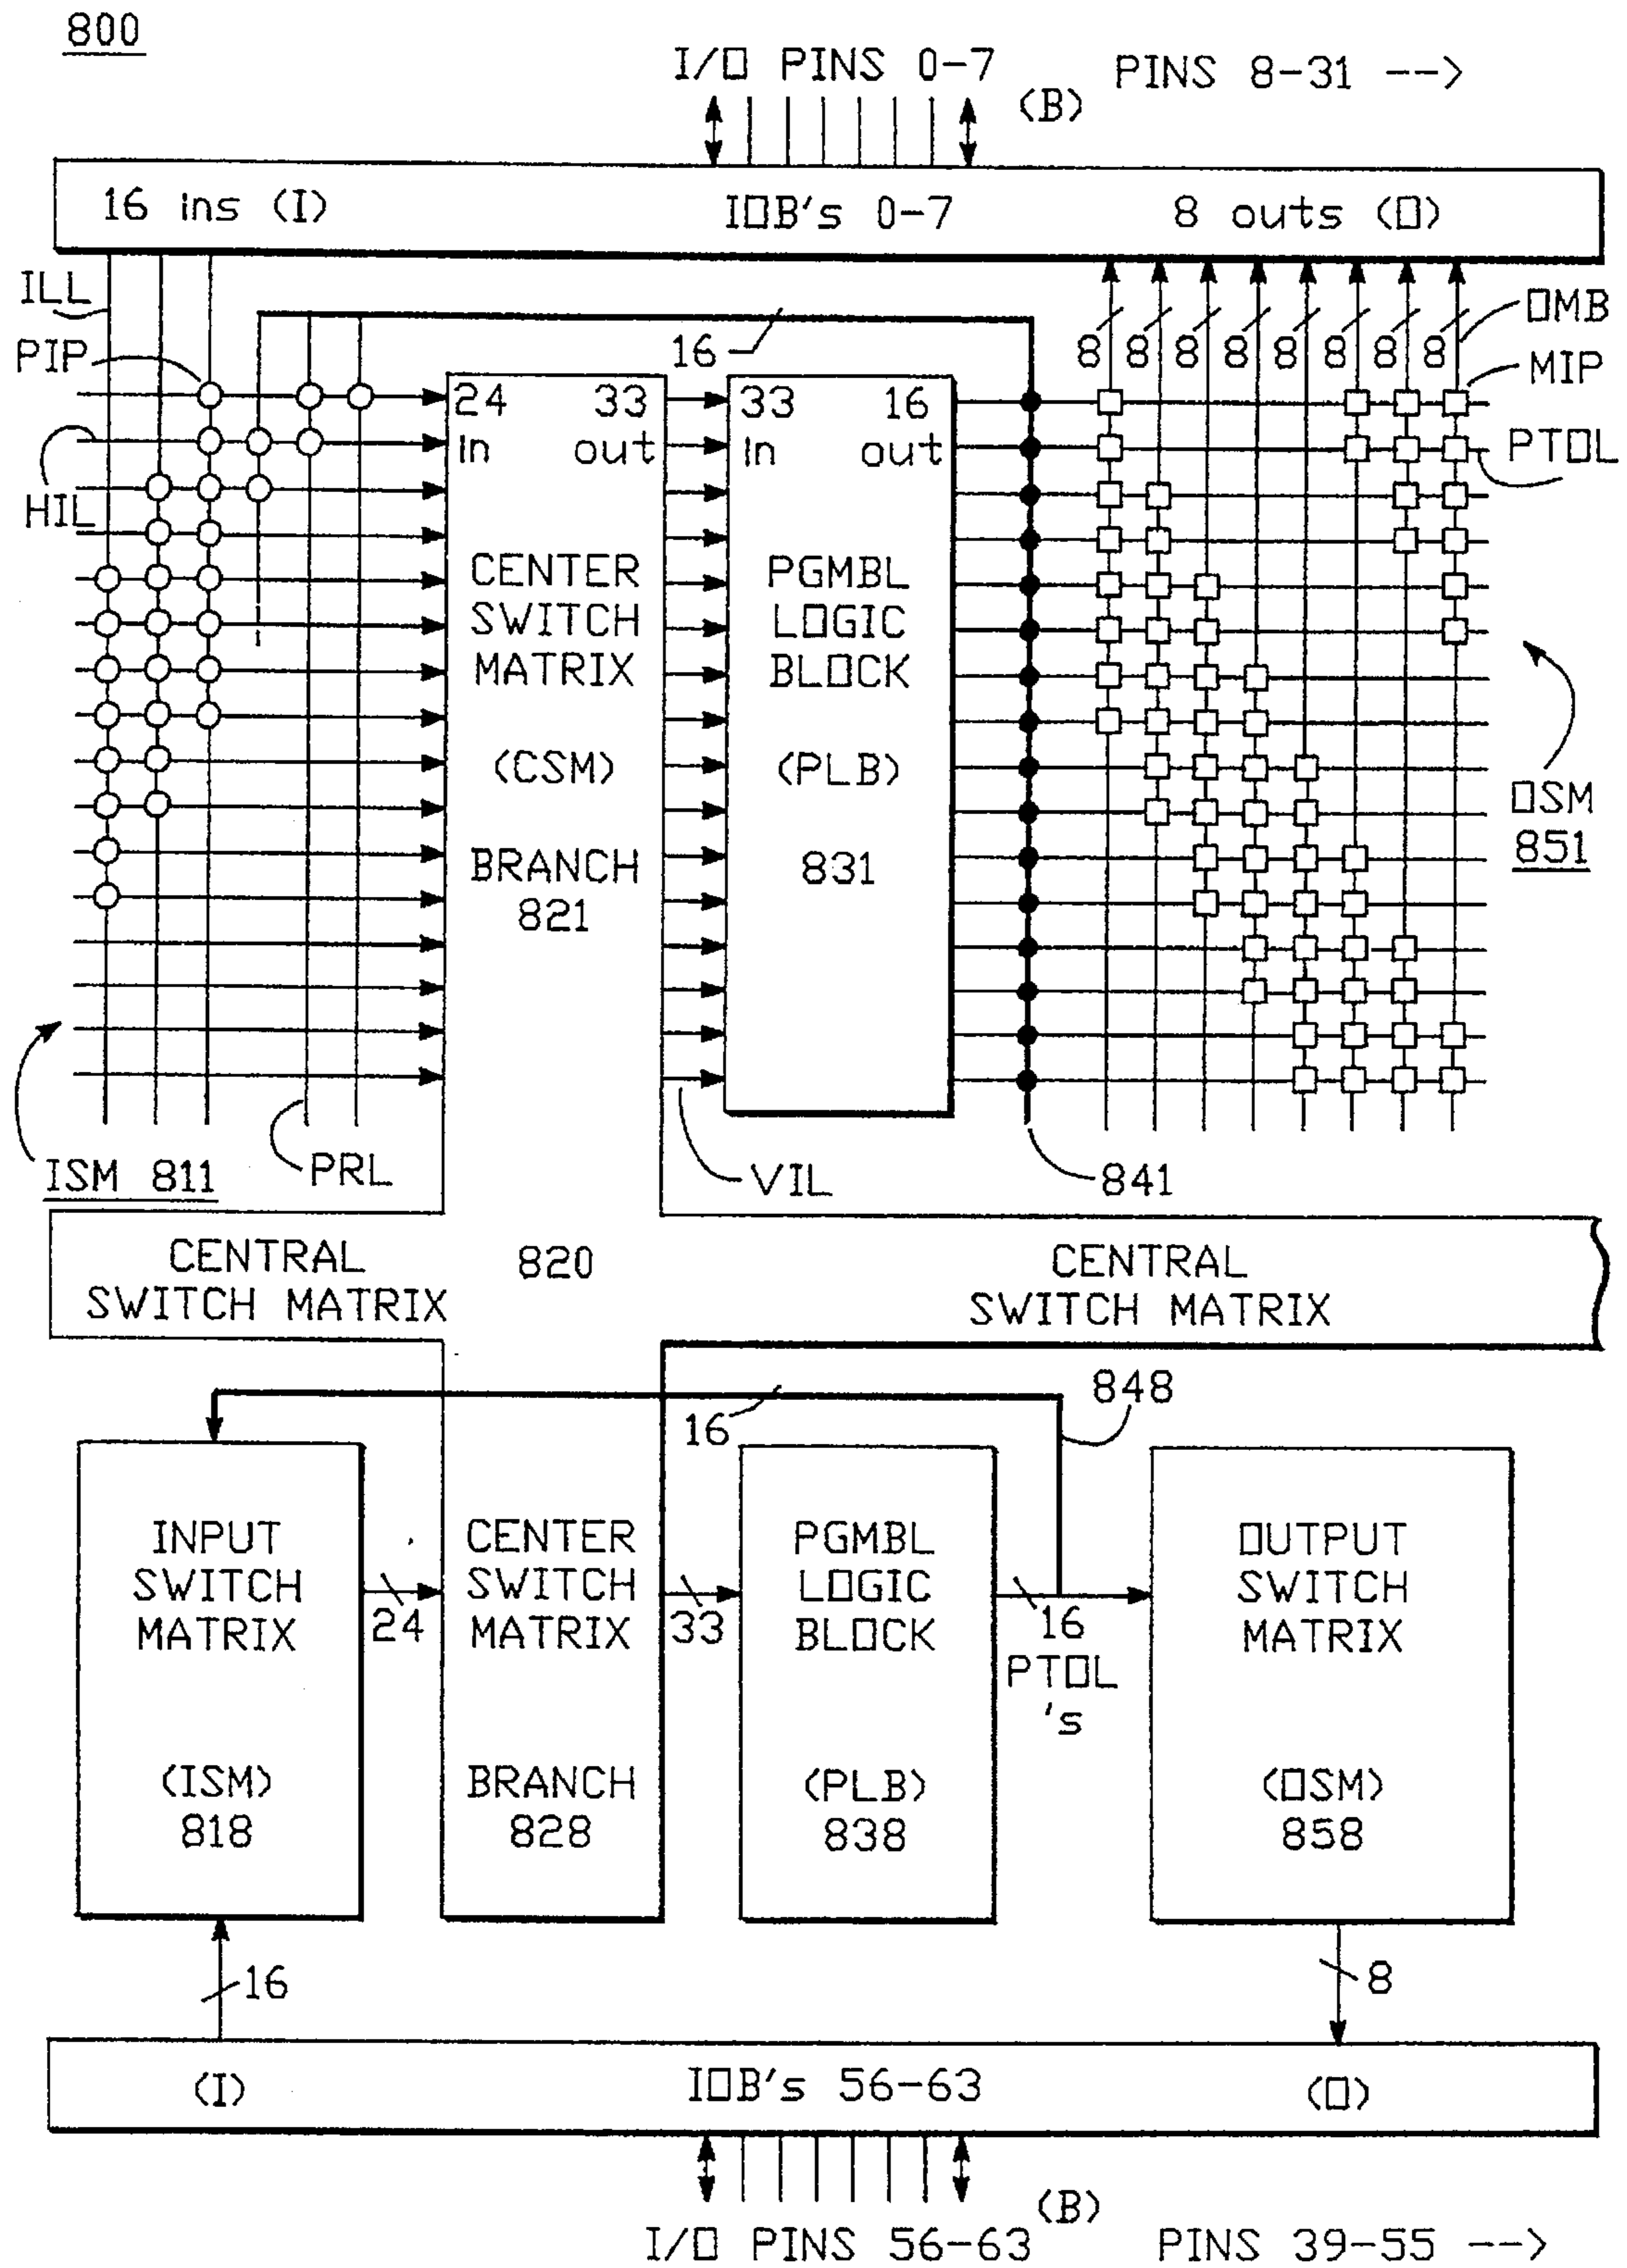 800
I/O PINS 0-7
(B)
PINS 8-31 -->
16 ins (I)
IOB's 0-7
8 outs (O)
ILL
PIP
HIL
16
8 8 8 8 8 8 8 8
OMB
MIP
PTOL
24 33
In out
CENTER
SWITCH
MATRIX
(CSM)
BRANCH
821
33 16
In out
PGMBL
LOGIC
BLOCK
(PLB)
831
OSM
851
ISM 811
PRL
VIL
841
CENTRAL
SWITCH MATRIX
820
CENTRAL
SWITCH MATRIX
16
848
INPUT
SWITCH
MATRIX
(ISM)
818
24
CENTER
SWITCH
MATRIX
BRANCH
828
33
PGMBL
LOGIC
BLOCK
(PLB)
838
16
PTOL
's
OUTPUT
SWITCH
MATRIX
(OSM)
858
16
8
(I)
IOB's 56-63
(O)
I/O PINS 56-63
(B)
PINS 39-55 -->